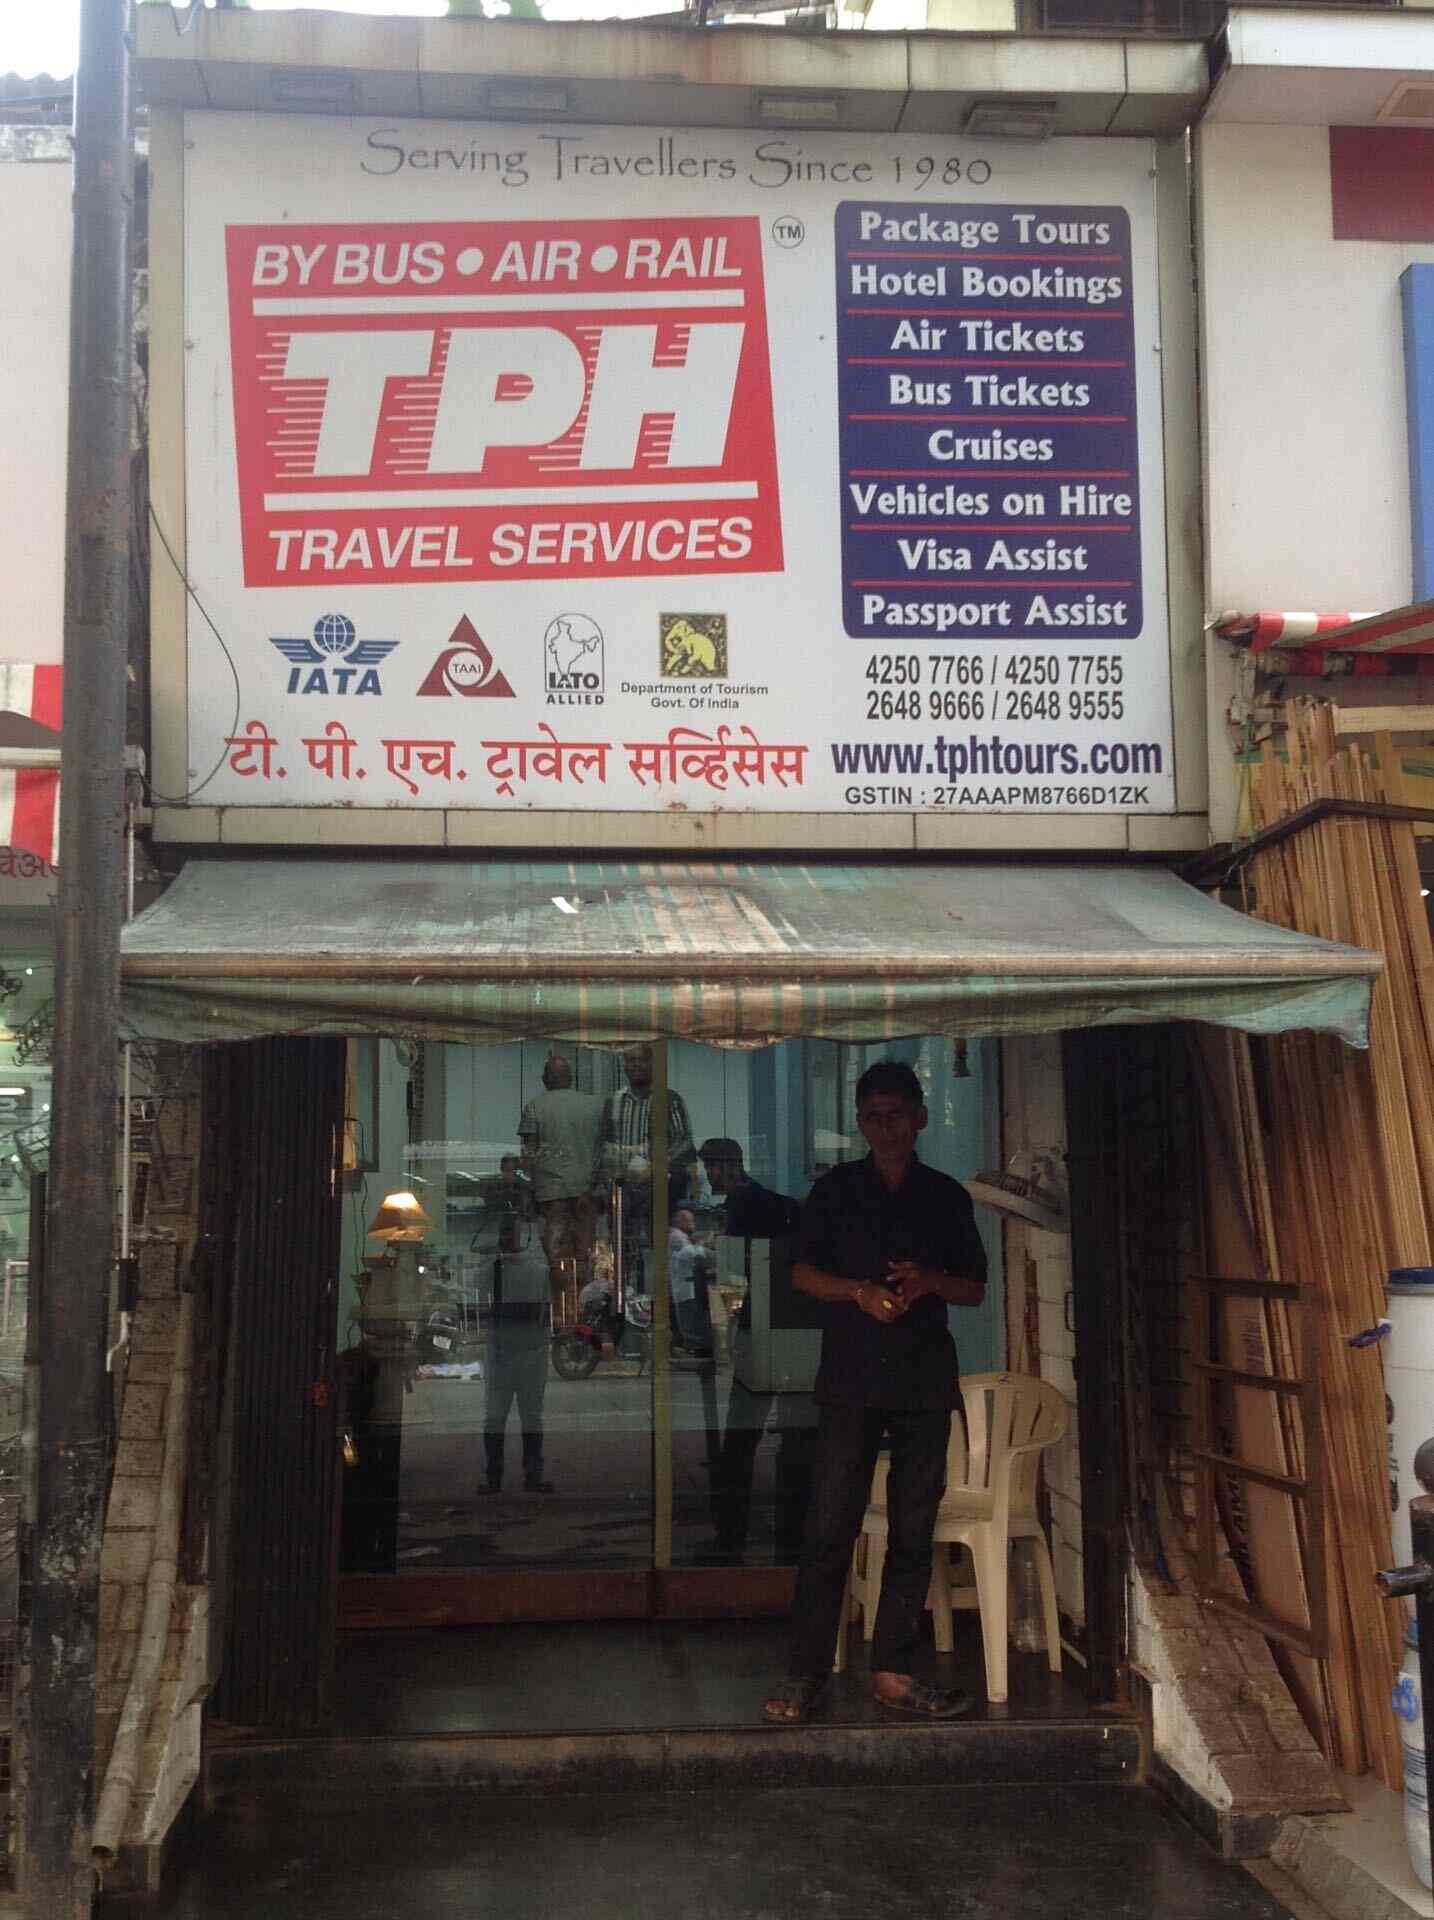 Serving Travellers Since 1980
BY BUS • AIR • RAIL
TM
TPH
TRAVEL SERVICES
Package Tours
Hotel Bookings
Air Tickets
Bus Tickets
Cruises
Vehicles on Hire
Visa Assist
Passport Assist
IATA
TAAI
IATO
ALLIED
Department of Tourism
Govt. Of India
4250 7766 / 4250 7755
2648 9666 / 2648 9555
टी. पी. एच. ट्रावेल सर्व्हिसेस
www.tphtours.com
GSTIN : 27AAAPM8766D1ZK